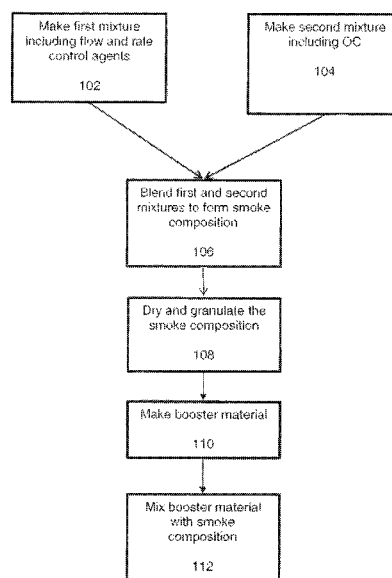 Make first mixture
including flow and rate
control agents
102
Make second mixture
including OC
104
Blend first and second
mixtures to form smoke
composition
106
Dry and granulate the
smoke composition
108
Make booster material
110
Mix booster material
with smoke
composition
112